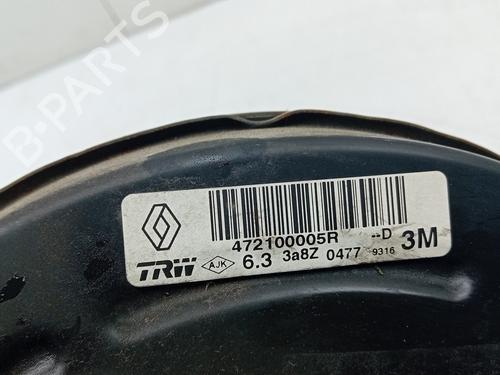 B-PARTS
472100005R --D
TRW AJK 6.3 3a8Z 0477 9316 3M